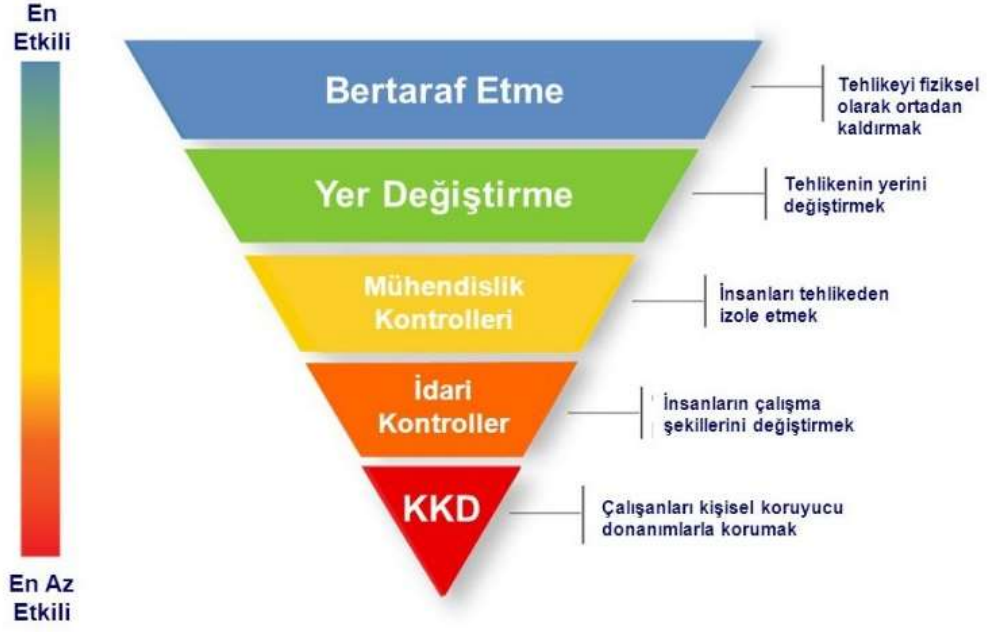 En
Etkili
Bertaraf Etme
Tehlikeyi fiziksel
olarak ortadan
kaldırmak
Yer Değiştirme
Tehlikenin yerini
değiştirmek
Mühendislik
Kontrolleri
İnsanları tehlikeden
izole etmek
İdari
Kontroller
İnsanların çalışma
şekillerini değiştirmek
KKD
Çalışanları kişisel koruyucu
donanımlarla korumak
En Az
Etkili